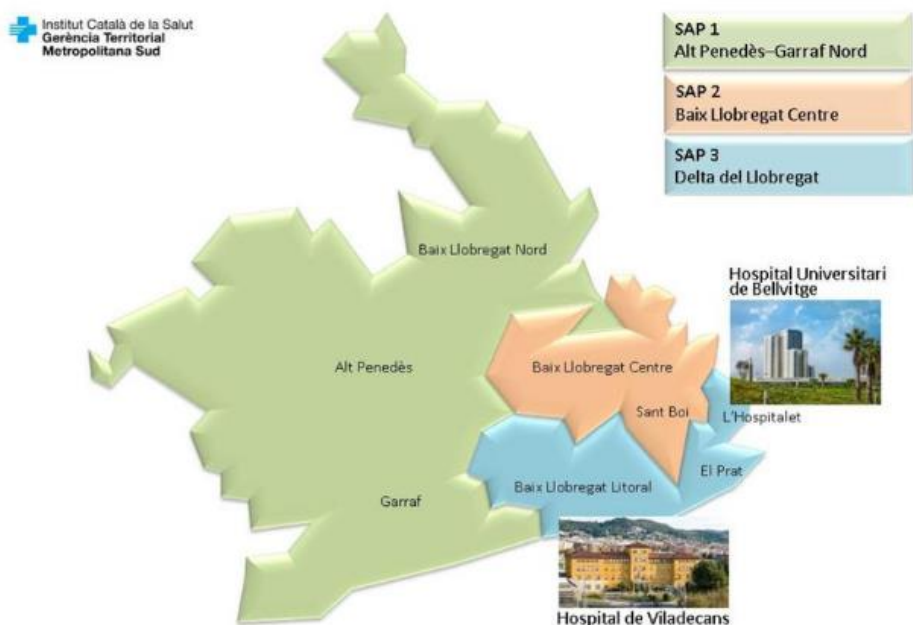 Institut Català de la Salut
Gerència Territorial
Metropolitana Sud
SAP 1
Alt Penedès–Garraf Nord
SAP 2
Baix Llobregat Centre
SAP 3
Delta del Llobregat
Baix Llobregat Nord
Hospital Universitari
de Bellvitge
Alt Penedès
Baix Llobregat Centre
Sant Boi
L'Hospitalet
El Prat
Baix Llobregat Litoral
Garraf
Hospital de Viladecans